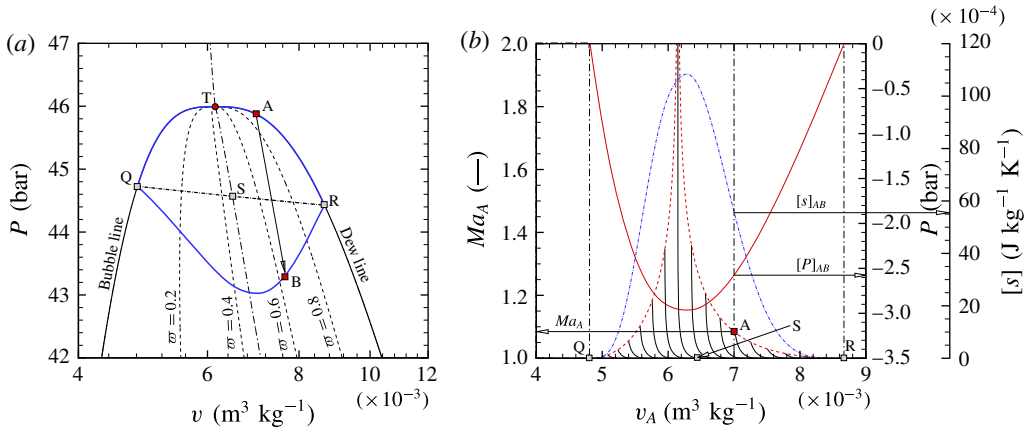 (a)
47
46
45
44
43
42
P (bar)
T
A
Q
S
R
B
Bubble line
Dew line
ϖ = 0.2
ϖ = 0.4
ϖ = 0.6
ϖ = 0.8
4
6
8
10
12
(× 10⁻³)
v (m³ kg⁻¹)
(b)
2.0
1.8
1.6
1.4
1.2
1.0
Ma_A (—)
0
−0.5
−1.0
−1.5
−2.0
−2.5
−3.0
−3.5
P (bar)
(× 10⁻⁴)
120
100
80
60
40
20
0
[s] (J kg⁻¹ K⁻¹)
[s]_AB
[P]_AB
Ma_A
A
S
Q
R
4
5
6
7
8
9
(× 10⁻³)
v_A (m³ kg⁻¹)